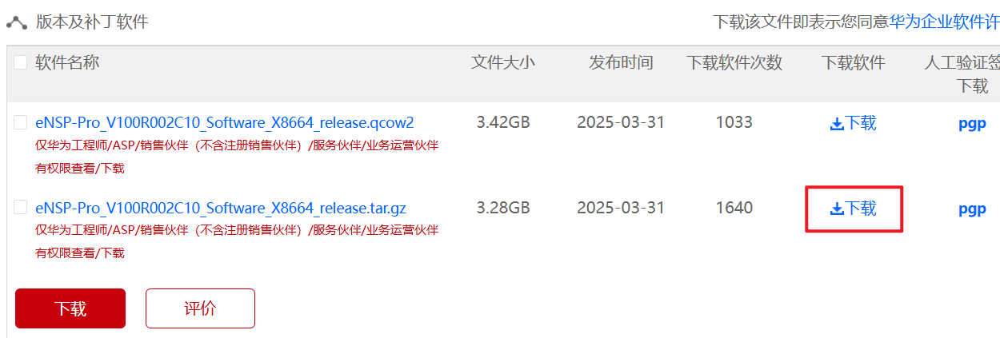 版本及补丁软件 下载该文件即表示您同意华为企业软件许
软件名称 文件大小 发布时间 下载软件次数 下载软件 人工验证签
下载
eNSP-Pro_V100R002C10_Software_X8664_release.qcow2 3.42GB 2025-03-31 1033 下载 pgp
仅华为工程师/ASP/销售伙伴（不含注册销售伙伴）/服务伙伴/业务运营伙伴
有权限查看/下载
eNSP-Pro_V100R002C10_Software_X8664_release.tar.gz 3.28GB 2025-03-31 1640 下载 pgp
仅华为工程师/ASP/销售伙伴（不含注册销售伙伴）/服务伙伴/业务运营伙伴
有权限查看/下载
下载 评价